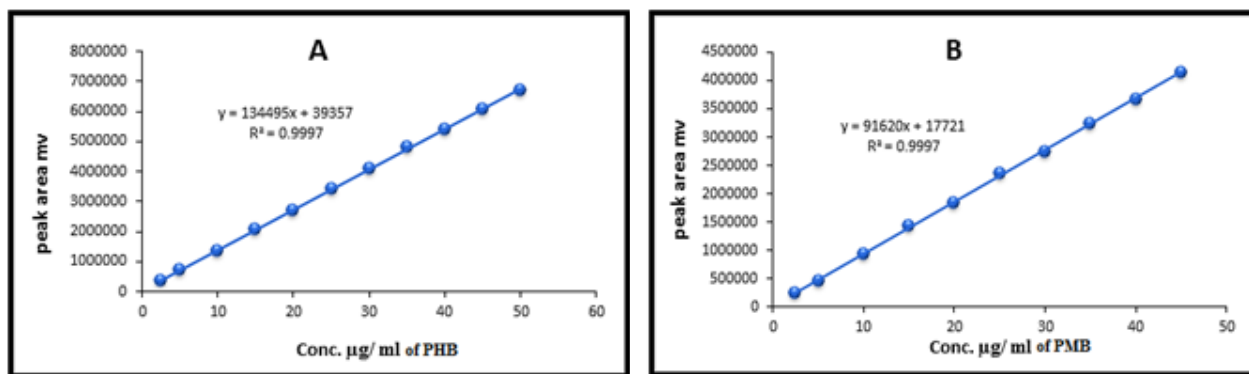 A
8000000
7000000
6000000
5000000
4000000
3000000
2000000
1000000
0
peak area mv
y = 134495x + 39357
R² = 0.9997
0 10 20 30 40 50 60
Conc. µg/ ml of PHB
B
4500000
4000000
3500000
3000000
2500000
2000000
1500000
1000000
500000
0
peak area mv
y = 91620x + 17721
R² = 0.9997
0 10 20 30 40 50
Conc. µg/ ml of PMB